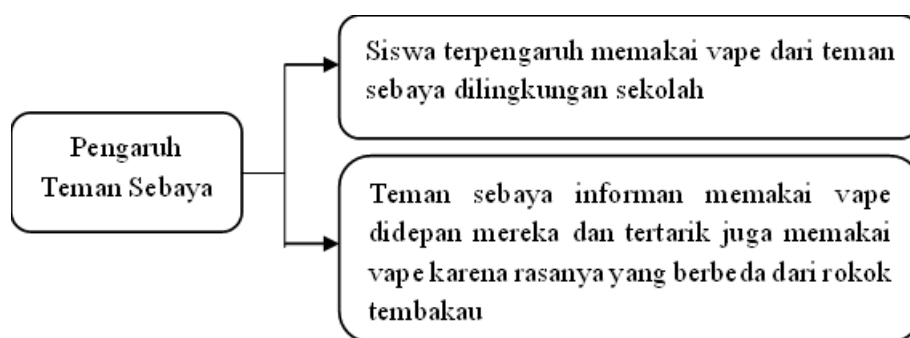 Siswa terpengaruh memakai vape dari teman
sebaya dilingkungan sekolah
Pengaruh
Teman Sebaya
Teman sebaya informan memakai vape
didepan mereka dan tertarik juga memakai
vape karena rasanya yang berbeda dari rokok
tembakau